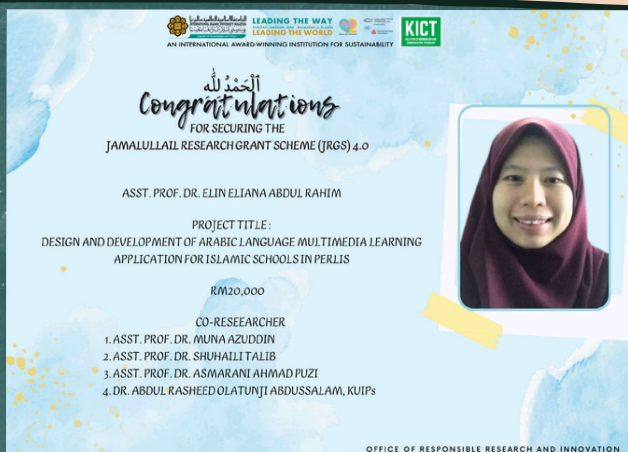 LEADING THE WAY
LEADING THE WORLD
KICT
AN INTERNATIONAL AWARD-WINNING INSTITUTION FOR SUSTAINABILITY
اَلْحَمْدُ لِلّٰه
Congratulations
FOR SECURING THE
JAMALULLAIL RESEARCH GRANT SCHEME (JRGS) 4.0
ASST. PROF. DR. ELIN ELIANA ABDUL RAHIM
PROJECT TITLE :
DESIGN AND DEVELOPMENT OF ARABIC LANGUAGE MULTIMEDIA LEARNING
APPLICATION FOR ISLAMIC SCHOOLS IN PERLIS
RM20,000
CO-RESEEARCHER
1. ASST. PROF. DR. MUNA AZUDDIN
2. ASST. PROF. DR. SHUHAILI TALIB
3. ASST. PROF. DR. ASMARANI AHMAD PUZI
4. DR. ABDUL RASHEED OLATUNJI ABDUSSALAM, KUIPs
OFFICE OF RESPONSIBLE RESEARCH AND INNOVATION